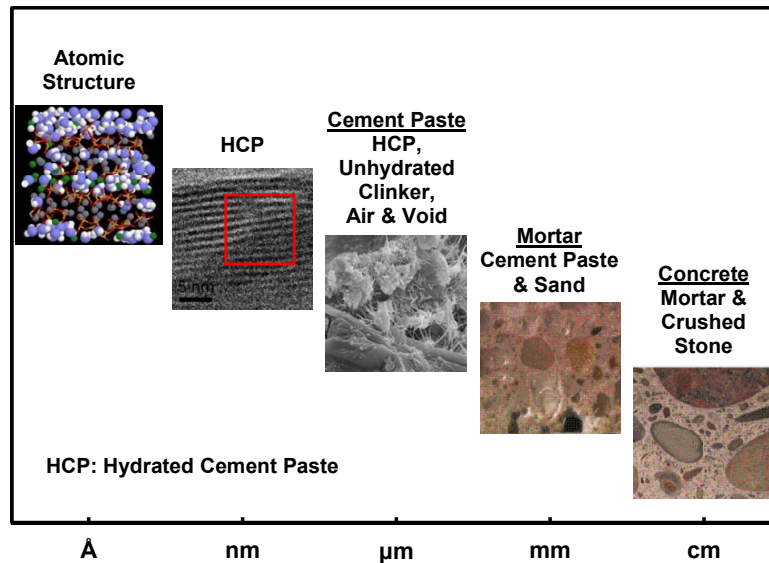 Atomic
Structure
HCP
5 nm
Cement Paste
HCP,
Unhydrated
Clinker,
Air & Void
Mortar
Cement Paste
& Sand
Concrete
Mortar &
Crushed
Stone
HCP: Hydrated Cement Paste
Å
nm
µm
mm
cm